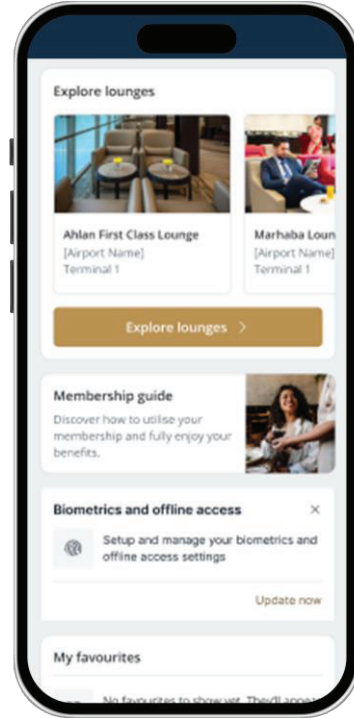 Explore lounges
Ahlan First Class Lounge
[Airport Name]
Terminal 1
Marhaba Loun
[Airport Name]
Terminal 1
Explore lounges
Membership guide
Discover how to utilise your
membership and fully enjoy your
benefits.
Biometrics and offline access
Setup and manage your biometrics and
offline access settings
Update now
My favourites
No favourites to show yet. They'll appear